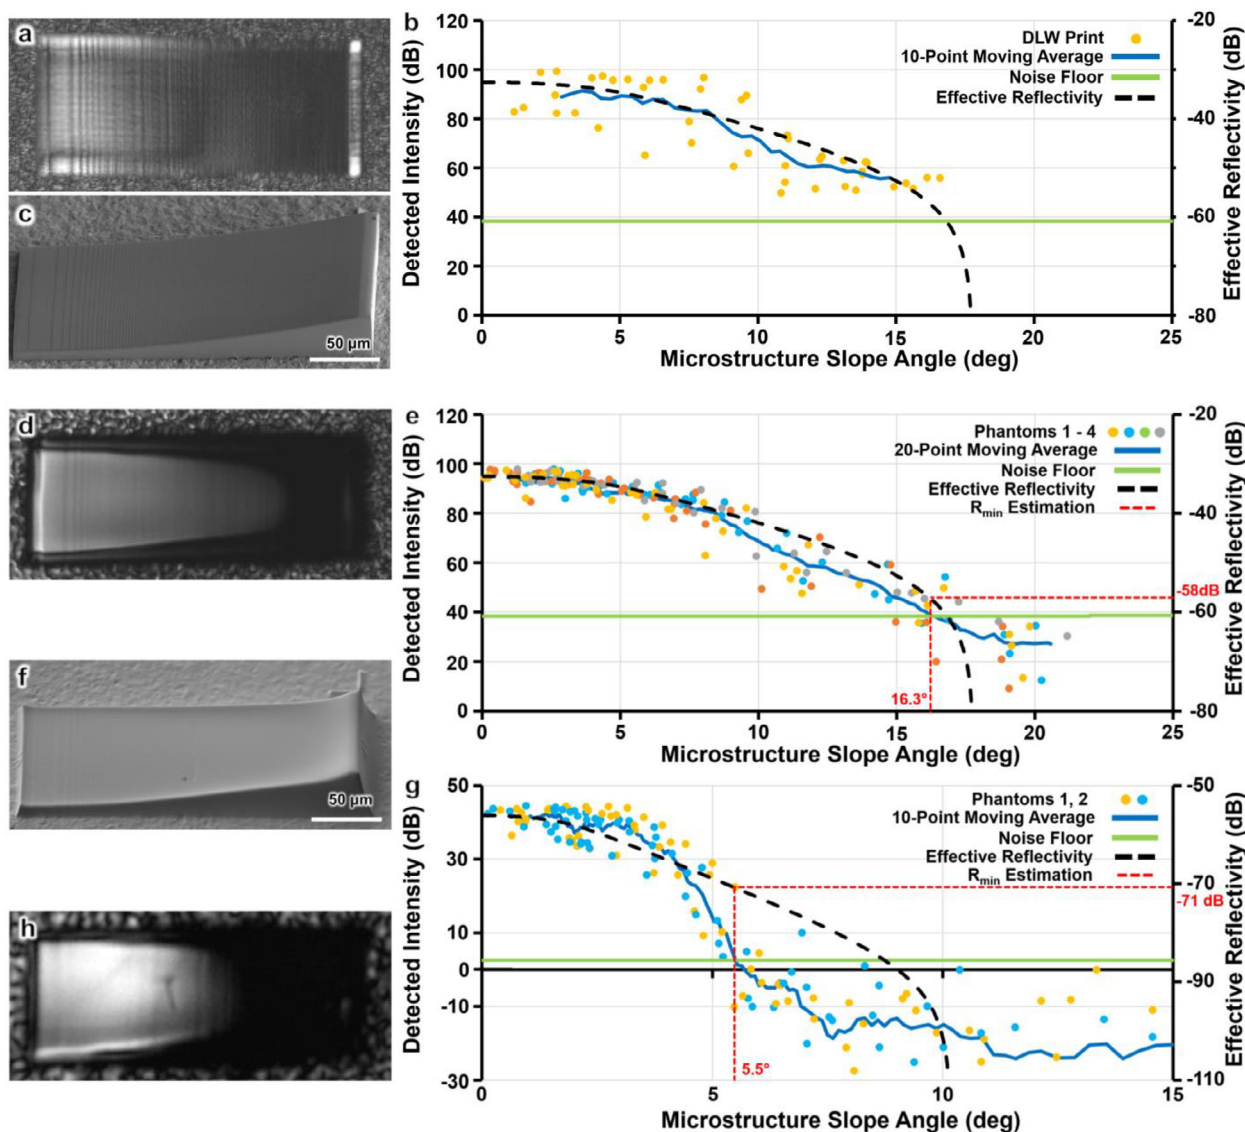 a
c
50 µm
b
120
100
80
60
40
20
0
Detected Intensity (dB)
DLW Print
10-Point Moving Average
Noise Floor
Effective Reflectivity
-20
-40
-60
-80
Effective Reflectivity (dB)
0 5 10 15 20 25
Microstructure Slope Angle (deg)
d
f
50 µm
e
120
100
80
60
40
20
0
Detected Intensity (dB)
Phantoms 1 - 4
20-Point Moving Average
Noise Floor
Effective Reflectivity
Rmin Estimation
-58dB
16.3°
-20
-40
-60
-80
Effective Reflectivity (dB)
0 5 10 15 20 25
Microstructure Slope Angle (deg)
h
g
50
30
10
0
-10
-30
Detected Intensity (dB)
Phantoms 1, 2
10-Point Moving Average
Noise Floor
Effective Reflectivity
Rmin Estimation
-71 dB
5.5°
-50
-70
-90
-110
Effective Reflectivity (dB)
0 5 10 15
Microstructure Slope Angle (deg)